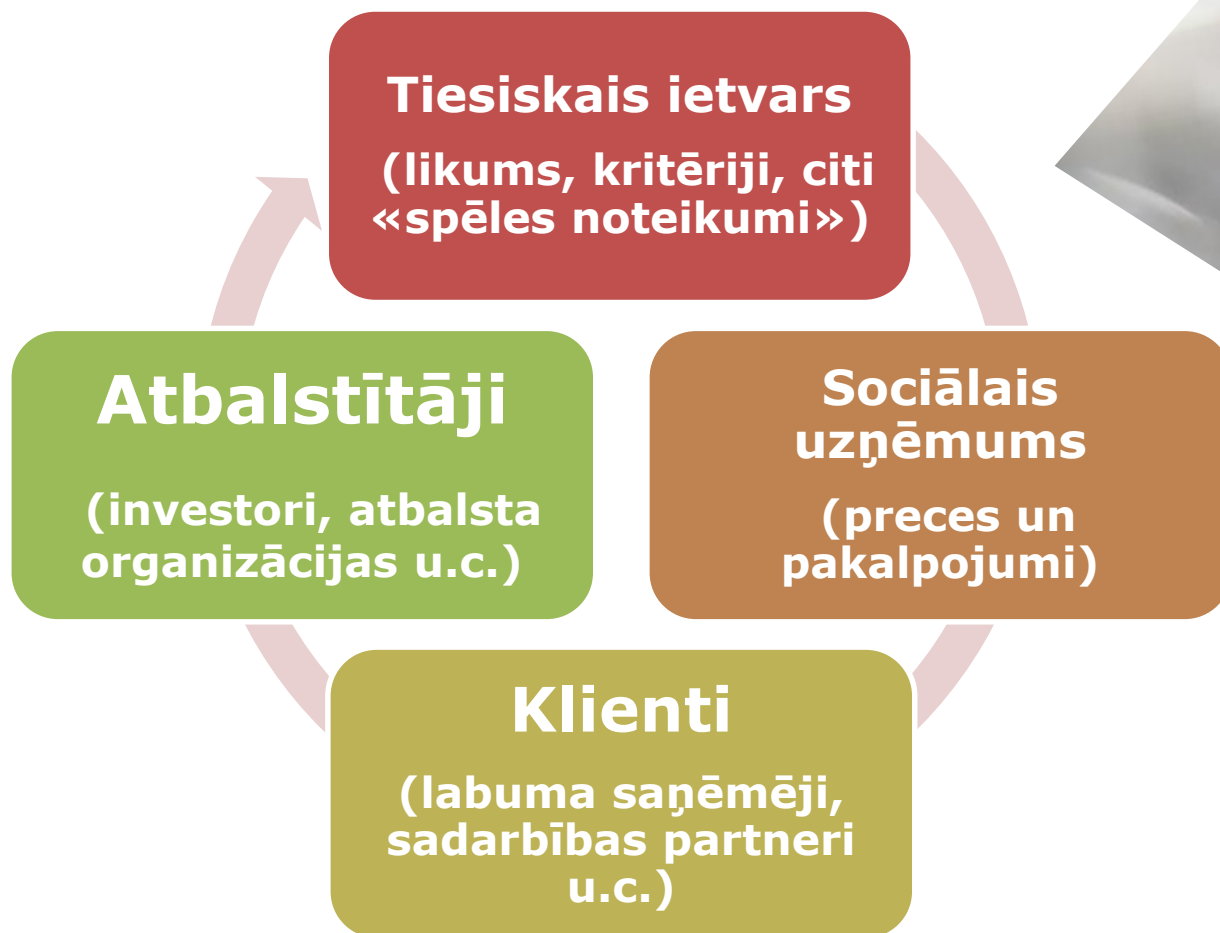 Tiesiskais ietvars
(likums, kritēriji, citi
«spēles noteikumi»)
Atbalstītāji
(investori, atbalsta
organizācijas u.c.)
Sociālais
uzņēmums
(preces un
pakalpojumi)
Klienti
(labuma saņēmēji,
sadarbības partneri
u.c.)